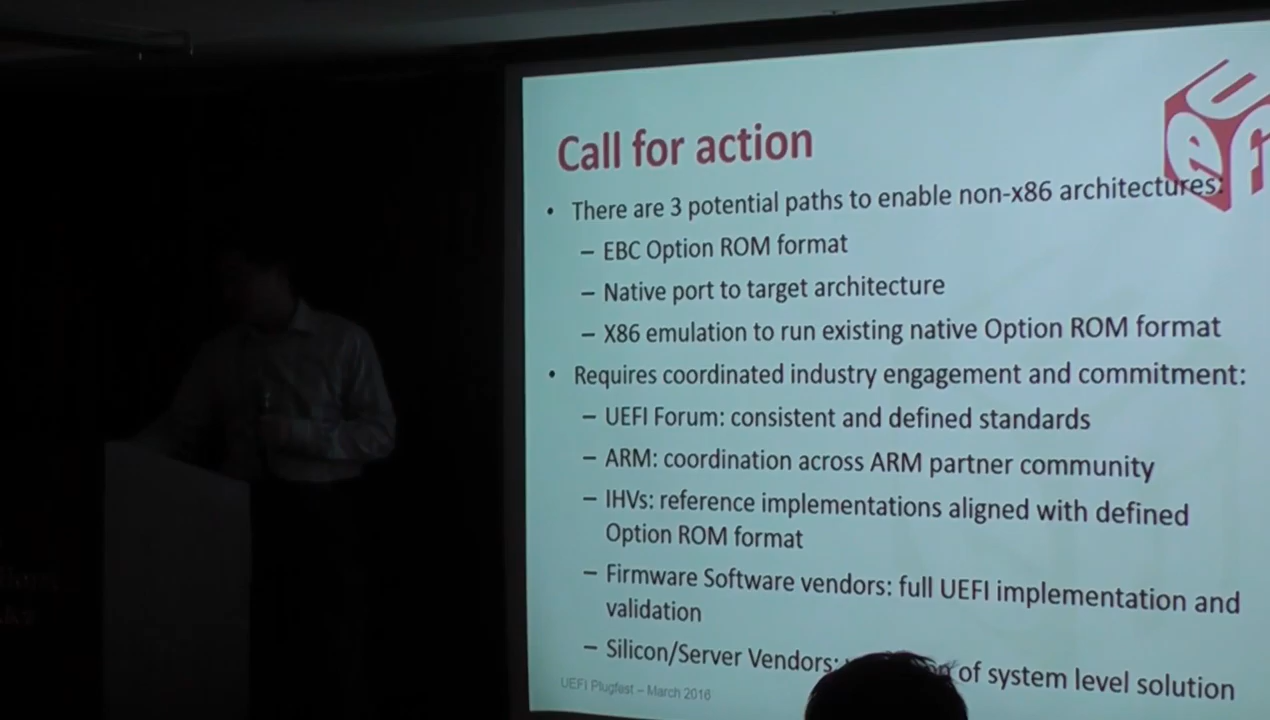 Call for action
• There are 3 potential paths to enable non-x86 architectures:
– EBC Option ROM format
– Native port to target architecture
– X86 emulation to run existing native Option ROM format
• Requires coordinated industry engagement and commitment:
– UEFI Forum: consistent and defined standards
– ARM: coordination across ARM partner community
– IHVs: reference implementations aligned with defined
Option ROM format
– Firmware Software vendors: full UEFI implementation and
validation
– Silicon/Server Vendors: of system level solution
UEFI Plugfest – March 2016